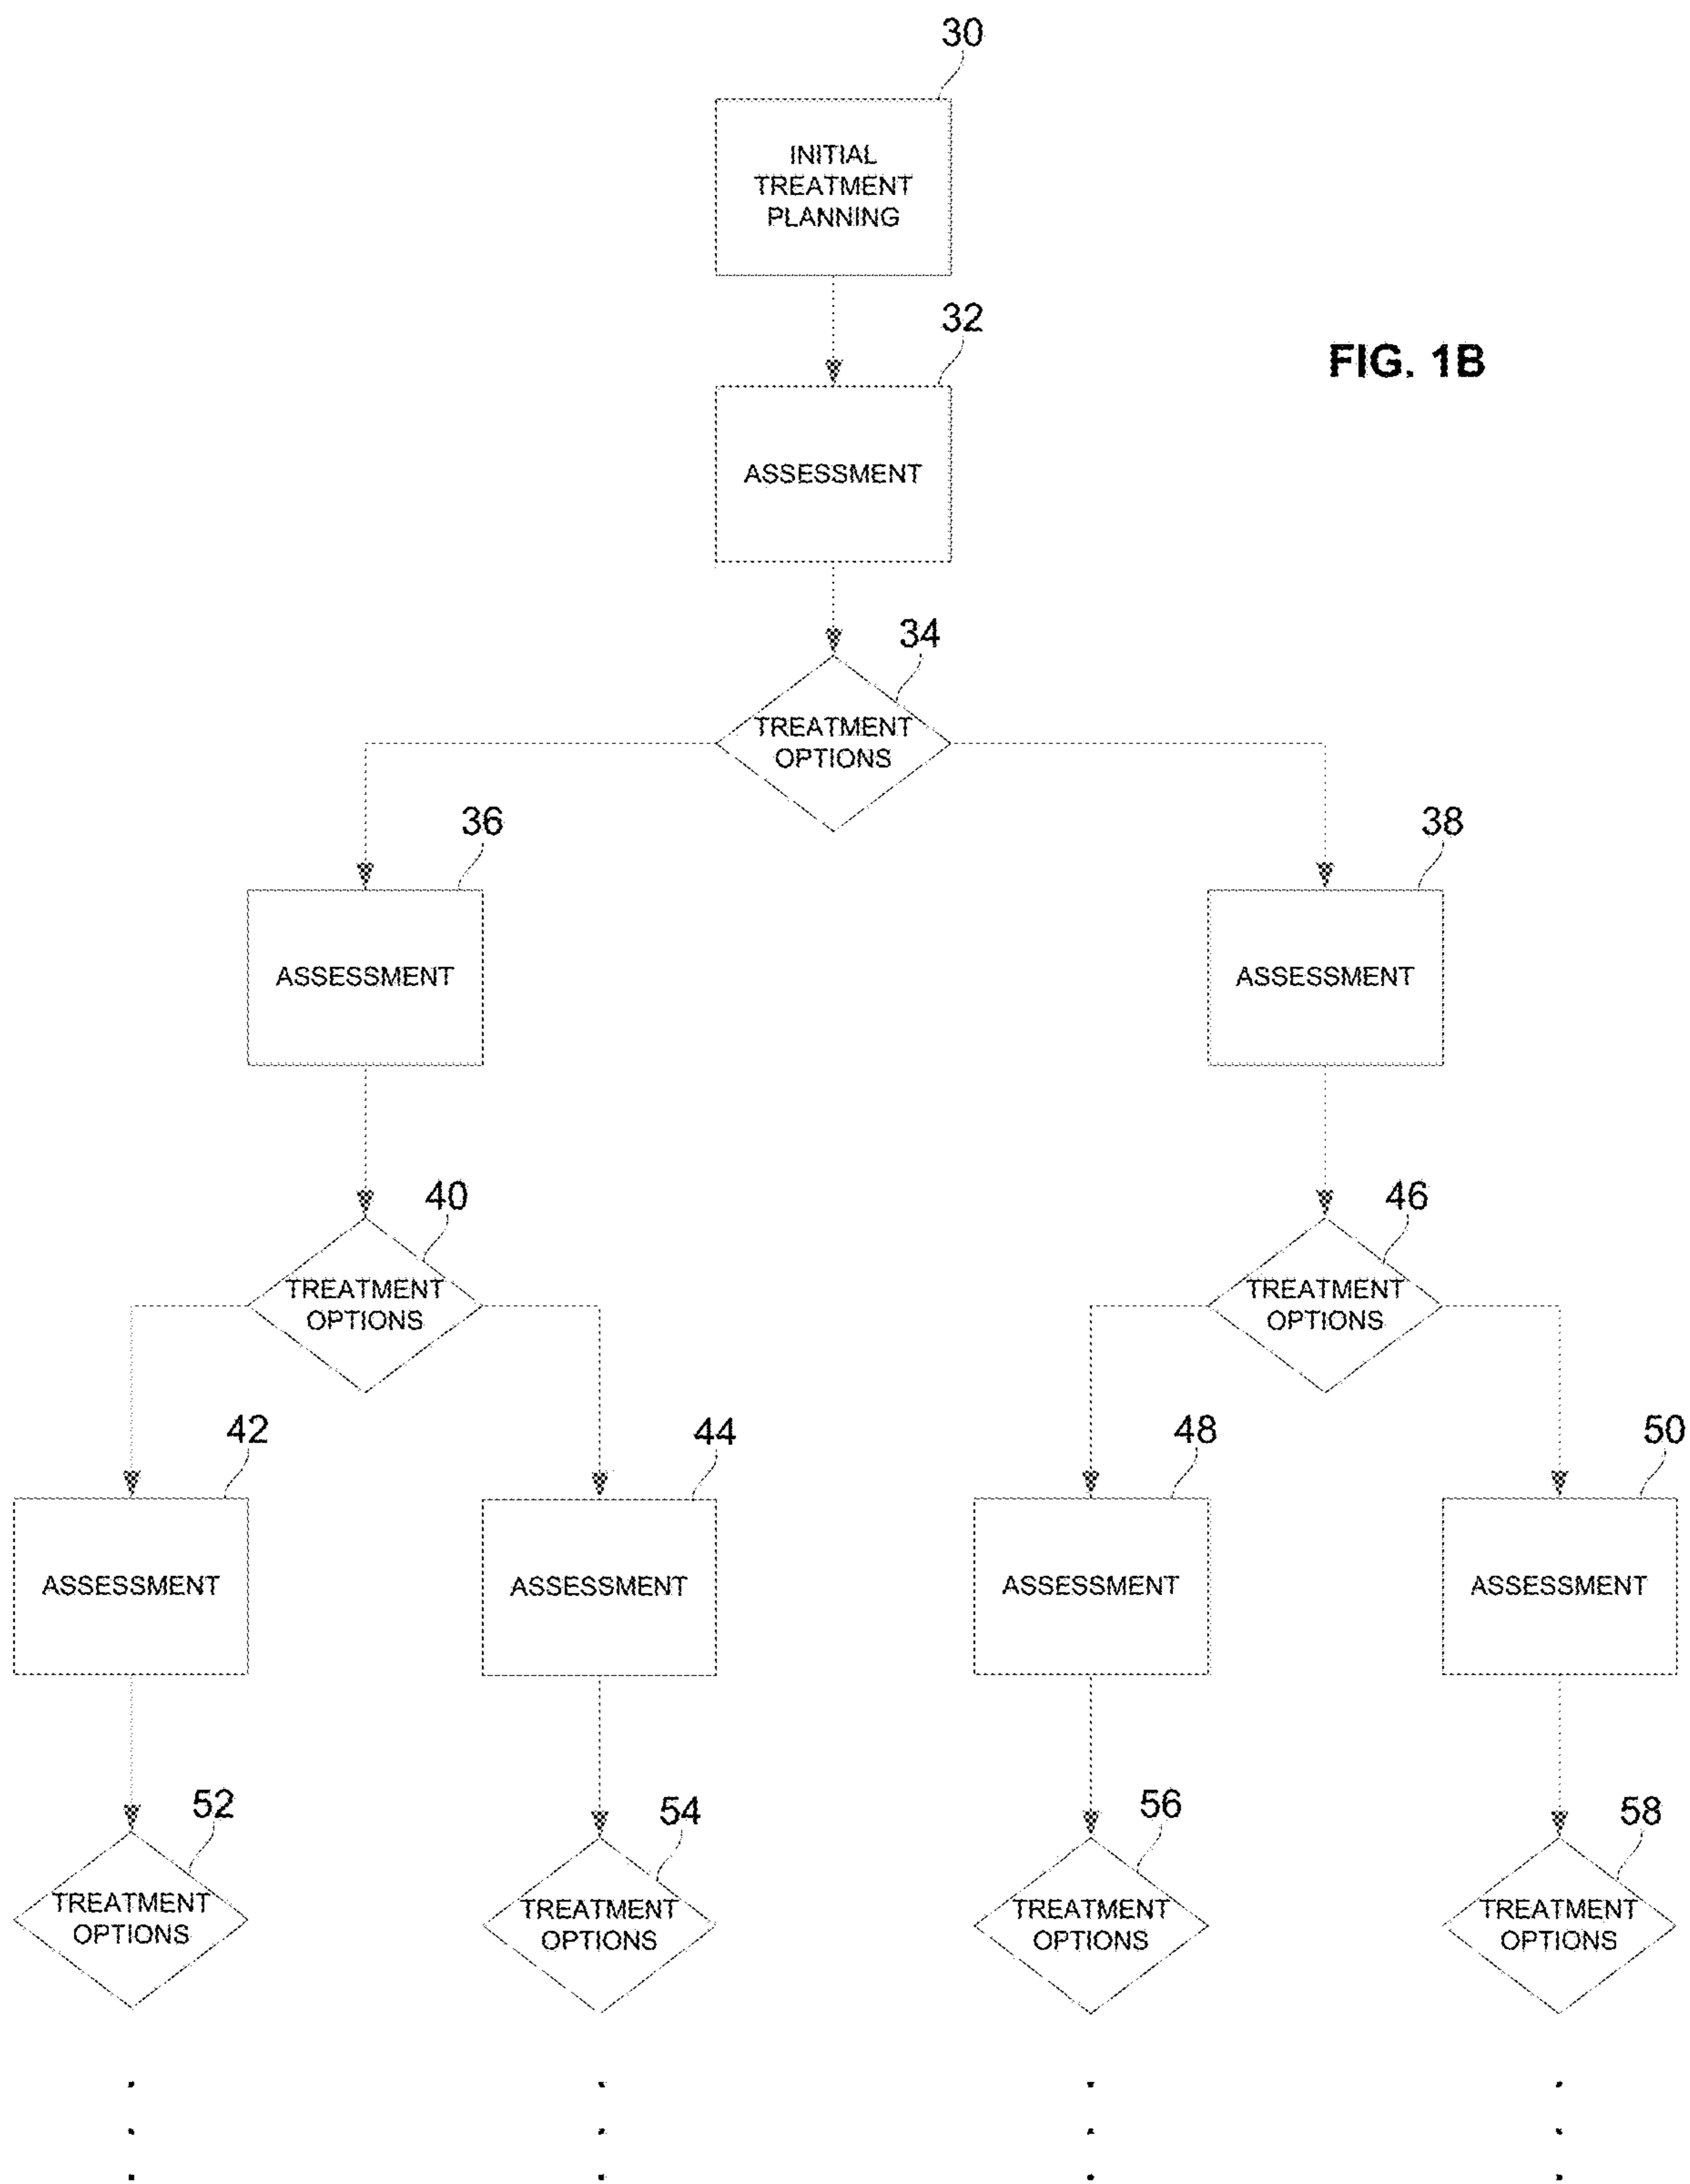 30
INITIAL
TREATMENT
PLANNING
32
FIG. 1B
ASSESSMENT
34
TREATMENT
OPTIONS
36
38
ASSESSMENT
ASSESSMENT
40
46
TREATMENT
OPTIONS
TREATMENT
OPTIONS
42
44
48
50
ASSESSMENT
ASSESSMENT
ASSESSMENT
ASSESSMENT
52
54
56
58
TREATMENT
OPTIONS
TREATMENT
OPTIONS
TREATMENT
OPTIONS
TREATMENT
OPTIONS